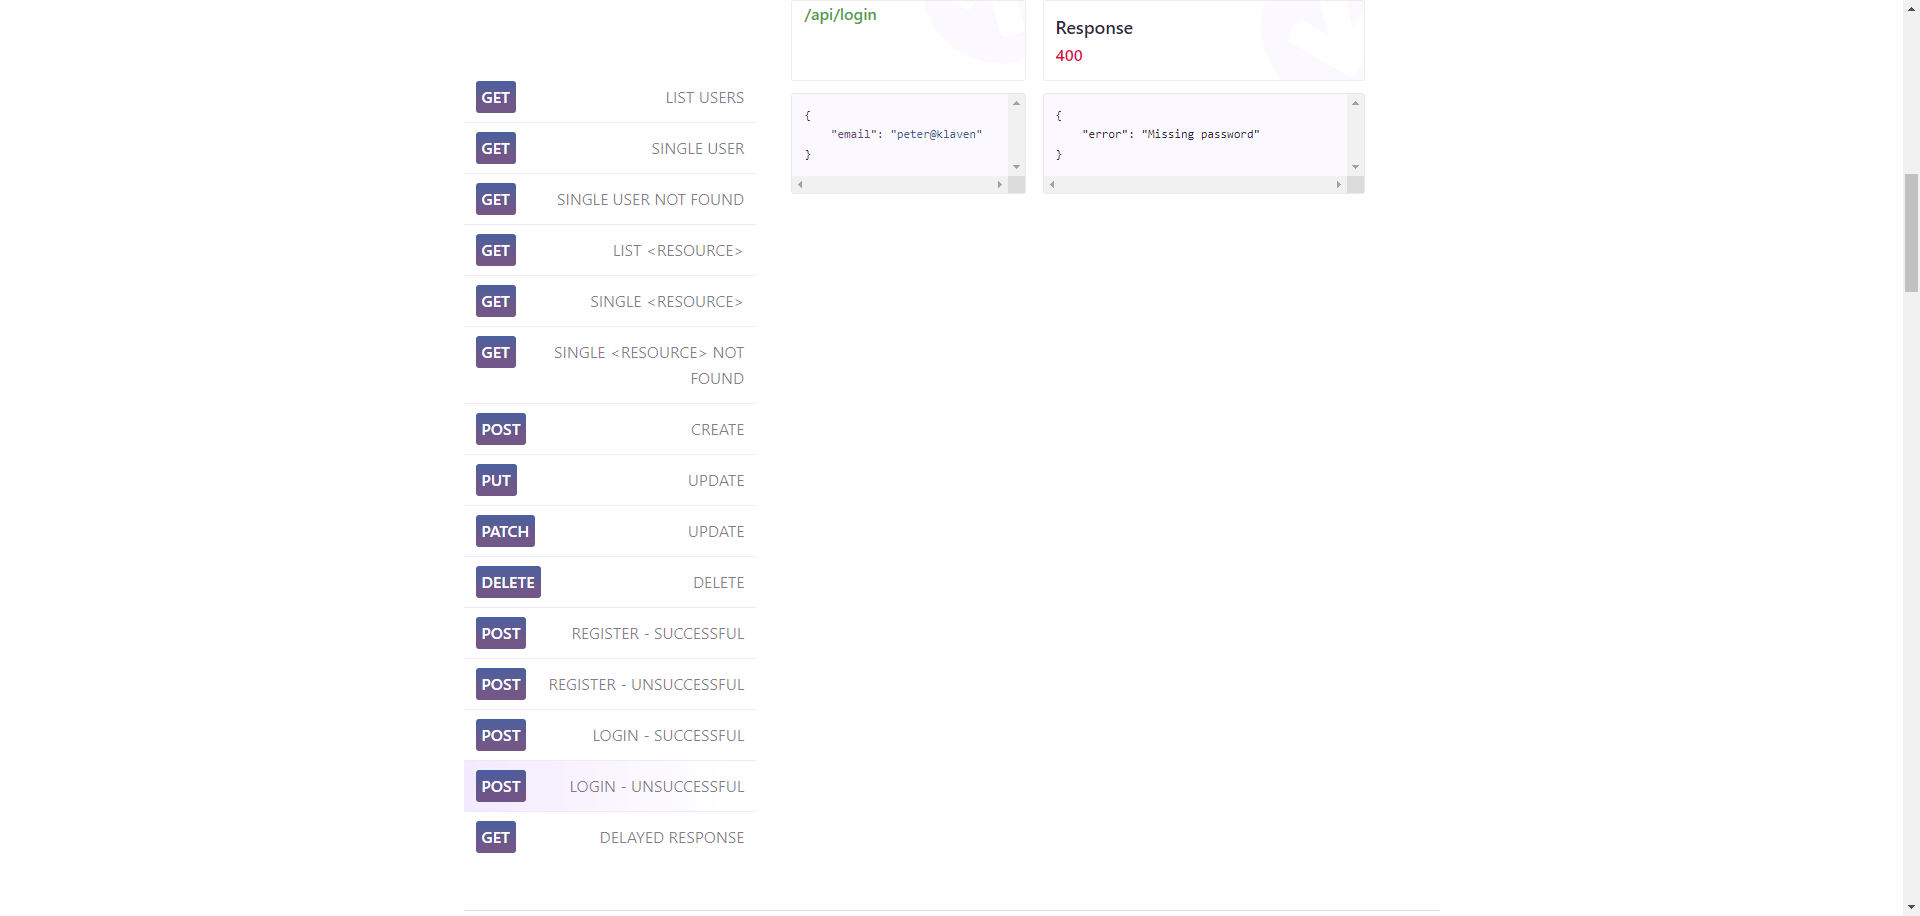 GET LIST USERS
GET SINGLE USER
GET SINGLE USER NOT FOUND
GET LIST <RESOURCE>
GET SINGLE <RESOURCE>
GET SINGLE <RESOURCE> NOT
FOUND
POST CREATE
PUT UPDATE
PATCH UPDATE
DELETE DELETE
POST REGISTER - SUCCESSFUL
POST REGISTER - UNSUCCESSFUL
POST LOGIN - SUCCESSFUL
POST LOGIN - UNSUCCESSFUL
GET DELAYED RESPONSE
/api/login
{
"email": "peter@klaven"
}
Response
400
{
"error": "Missing password"
}